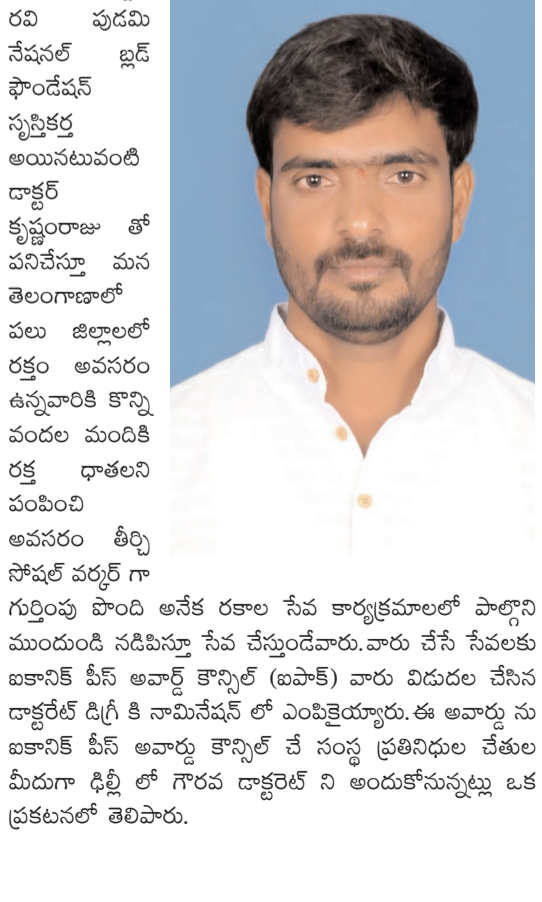 రవి పుడమి
నేషనల్ బ్లడ్
ఫౌండేషన్
సృస్తికర్త
అయినటువంటి
డాక్టర్
కృష్ణంరాజు తో
పనిచేస్తూ మన
తెలంగాణాలో
పలు జిల్లాలలో
రక్తం అవసరం
ఉన్నవారికి కొన్ని
వందల మందికి
రక్త ధాతలని
పంపించి
అవసరం తీర్చి
సోషల్ వర్కర్ గా
గుర్తింపు పొంది అనేక రకాల సేవ కార్యక్రమాలలో పాల్గొని
ముందుండి నడిపిస్తూ సేవ చేస్తుండేవారు.వారు చేసే సేవలకు
ఐకానిక్ పీస్ అవార్డ్ కౌన్సిల్ (ఐపాక్) వారు విడుదల చేసిన
డాక్టరేట్ డిగ్రీ కి నామినేషన్ లో ఎంపికైయ్యారు.ఈ అవార్డు ను
ఐకానిక్ పీస్ అవార్డు కౌన్సిల్ చే సంస్థ ప్రతినిధుల చేతుల
మీదుగా ఢిల్లీ లో గౌరవ డాక్టరెట్ ని అందుకోనున్నట్లు ఒక
ప్రకటనలో తెలిపారు.